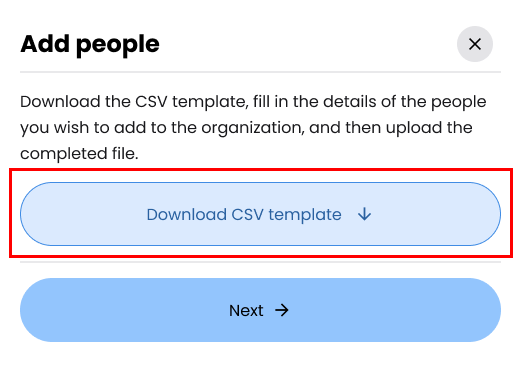 Add people
Download the CSV template, fill in the details of the people
you wish to add to the organization, and then upload the
completed file.
Download CSV template
Next